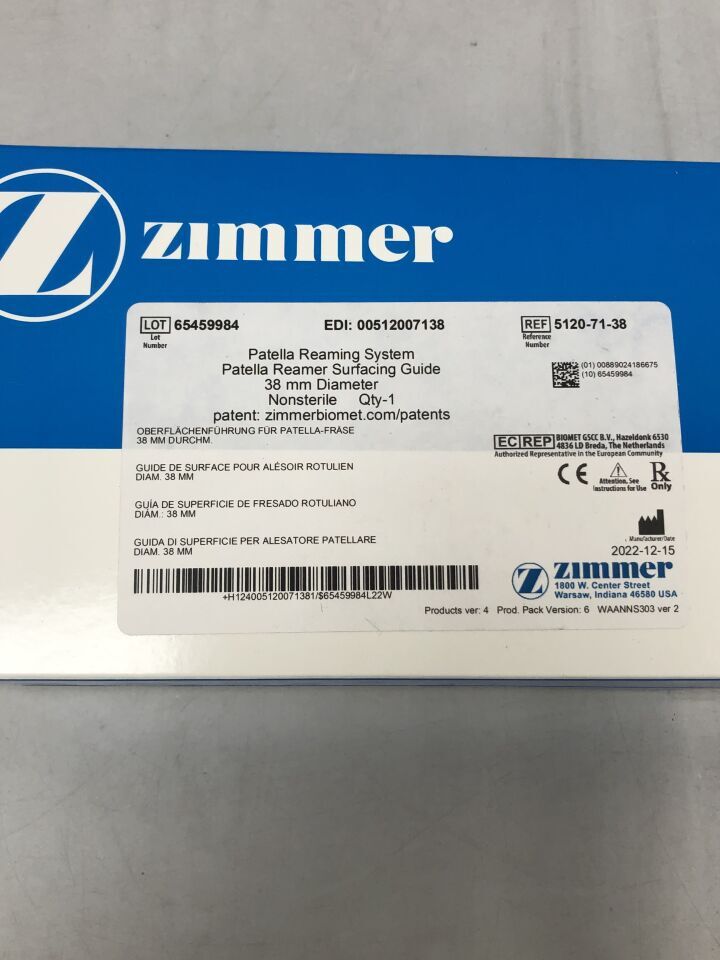 Z zimmer
LOT 65459984 EDI: 00512007138 REF 5120-71-38
Lot Number
Reference Number
Patella Reaming System
Patella Reamer Surfacing Guide
38 mm Diameter
Nonsterile Qty-1
patent: zimmerbiomet.com/patents
(01) 00889024186675
(10) 65459984
OBERFLÄCHENFÜHRUNG FÜR PATELLA-FRÄSE
38 MM DURCHM.
EC REP BIOMET GSCC B.V., Hazeldonk 6530
4836 LD Breda, The Netherlands
Authorized Representative in the European Community
GUIDE DE SURFACE POUR ALÉSOIR ROTULIEN
DIAM. 38 MM
CE Attention, See Instructions for Use Rx Only
GUÍA DE SUPERFICIE DE FRESADO ROTULIANO
DIÁM.: 38 MM
Manufacturer/Date
2022-12-15
GUIDA DI SUPERFICIE PER ALESATORE PATELLARE
DIAM. 38 MM
+H124005120071381/$65459984L22W
Z zimmer
1800 W. Center Street
Warsaw, Indiana 46580 USA
Products ver: 4 Prod. Pack Version: 6 WAANNS303 ver 2